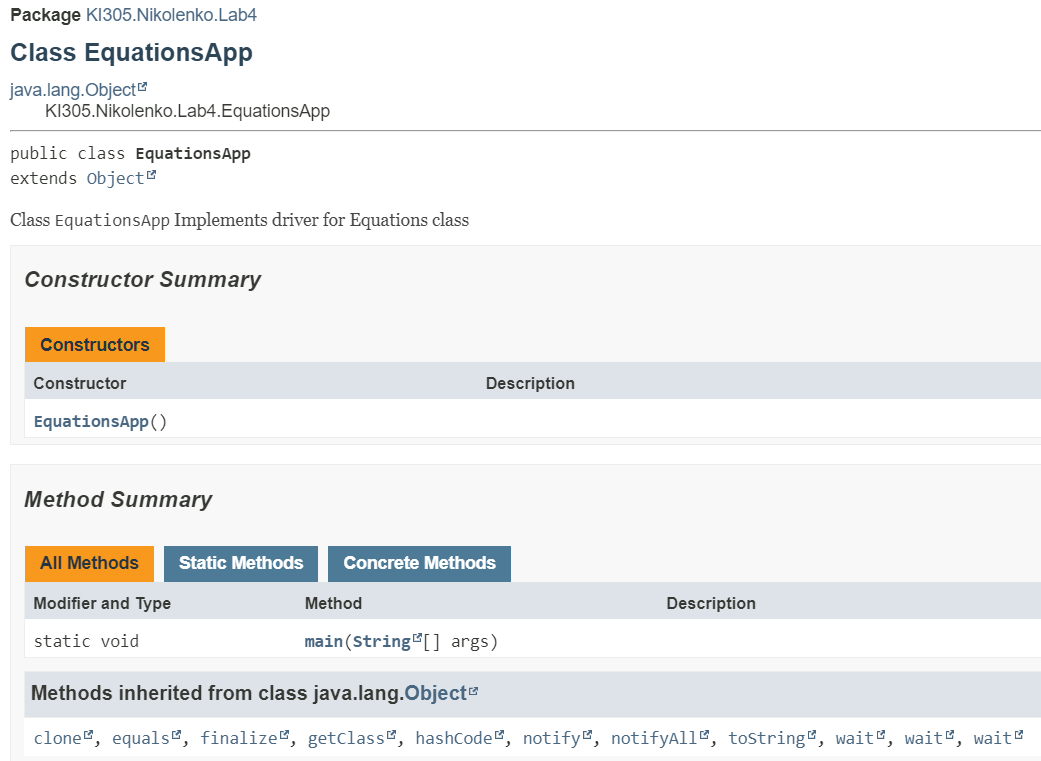 Package KI305.Nikolenko.Lab4
Class EquationsApp
java.lang.Object
KI305.Nikolenko.Lab4.EquationsApp
public class EquationsApp
extends Object
Class EquationsApp Implements driver for Equations class
Constructor Summary
Constructors
Constructor Description
EquationsApp()
Method Summary
All Methods Static Methods Concrete Methods
Modifier and Type Method Description
static void main(String[] args)
Methods inherited from class java.lang.Object
clone, equals, finalize, getClass, hashCode, notify, notifyAll, toString, wait, wait, wait